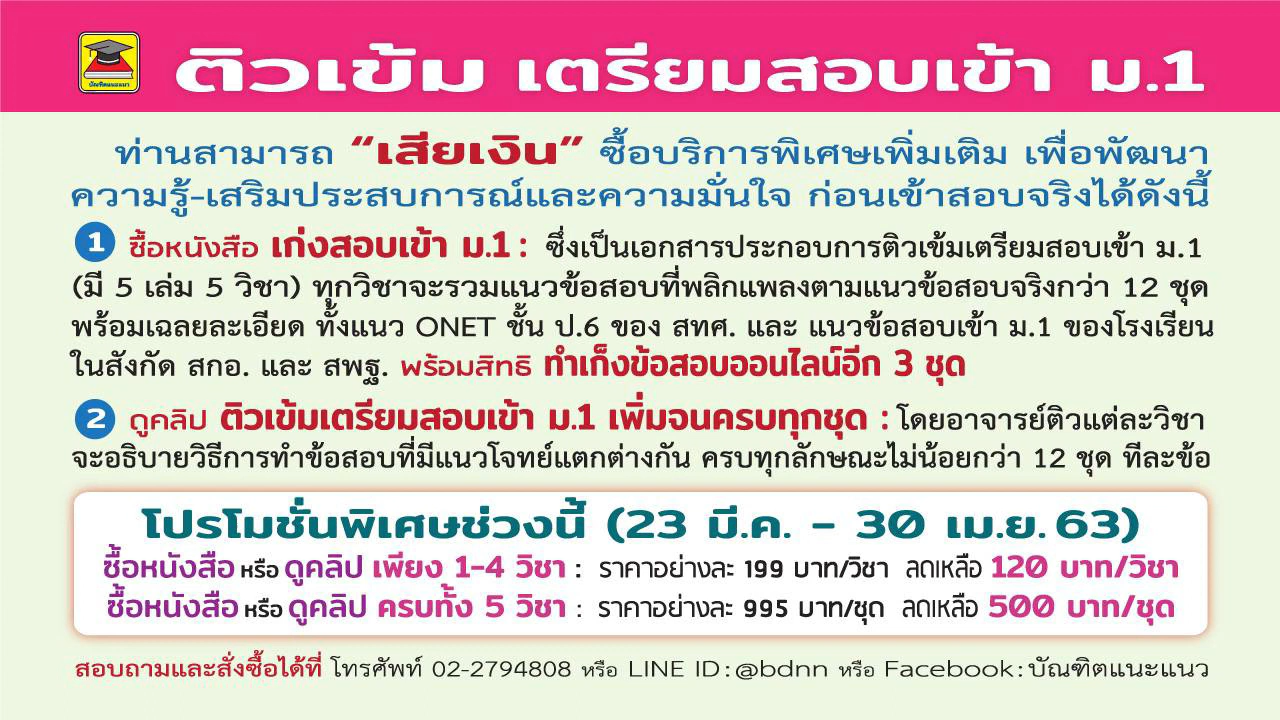 บัณฑิตแนะแนว
ติวเข้ม เตรียมสอบเข้า ม.1
ท่านสามารถ “เสียเงิน” ซื้อบริการพิเศษเพิ่มเติม เพื่อพัฒนา
ความรู้-เสริมประสบการณ์และความมั่นใจ ก่อนเข้าสอบจริงได้ดังนี้
1 ซื้อหนังสือ เก่งสอบเข้า ม.1 : ซึ่งเป็นเอกสารประกอบการติวเข้มเตรียมสอบเข้า ม.1
(มี 5 เล่ม 5 วิชา) ทุกวิชาจะรวมแนวข้อสอบที่พลิกแพลงตามแนวข้อสอบจริงกว่า 12 ชุด
พร้อมเฉลยละเอียด ทั้งแนว ONET ชั้น ป.6 ของ สทศ. และ แนวข้อสอบเข้า ม.1 ของโรงเรียน
ในสังกัด สกอ. และ สพฐ. พร้อมสิทธิ ทำเก็งข้อสอบออนไลน์อีก 3 ชุด
2 ดูคลิป ติวเข้มเตรียมสอบเข้า ม.1 เพิ่มจนครบทุกชุด : โดยอาจารย์ติวแต่ละวิชา
จะอธิบายวิธีการทำข้อสอบที่มีแนวโจทย์แตกต่างกัน ครบทุกลักษณะไม่น้อยกว่า 12 ชุด ทีละข้อ
โปรโมชั่นพิเศษช่วงนี้ (23 มี.ค. – 30 เม.ย. 63)
ซื้อหนังสือ หรือ ดูคลิป เพียง 1-4 วิชา : ราคาอย่างละ 199 บาท/วิชา ลดเหลือ 120 บาท/วิชา
ซื้อหนังสือ หรือ ดูคลิป ครบทั้ง 5 วิชา : ราคาอย่างละ 995 บาท/ชุด ลดเหลือ 500 บาท/ชุด
สอบถามและสั่งซื้อได้ที่ โทรศัพท์ 02-2794808 หรือ LINE ID : @bdnn หรือ Facebook : บัณฑิตแนะแนว